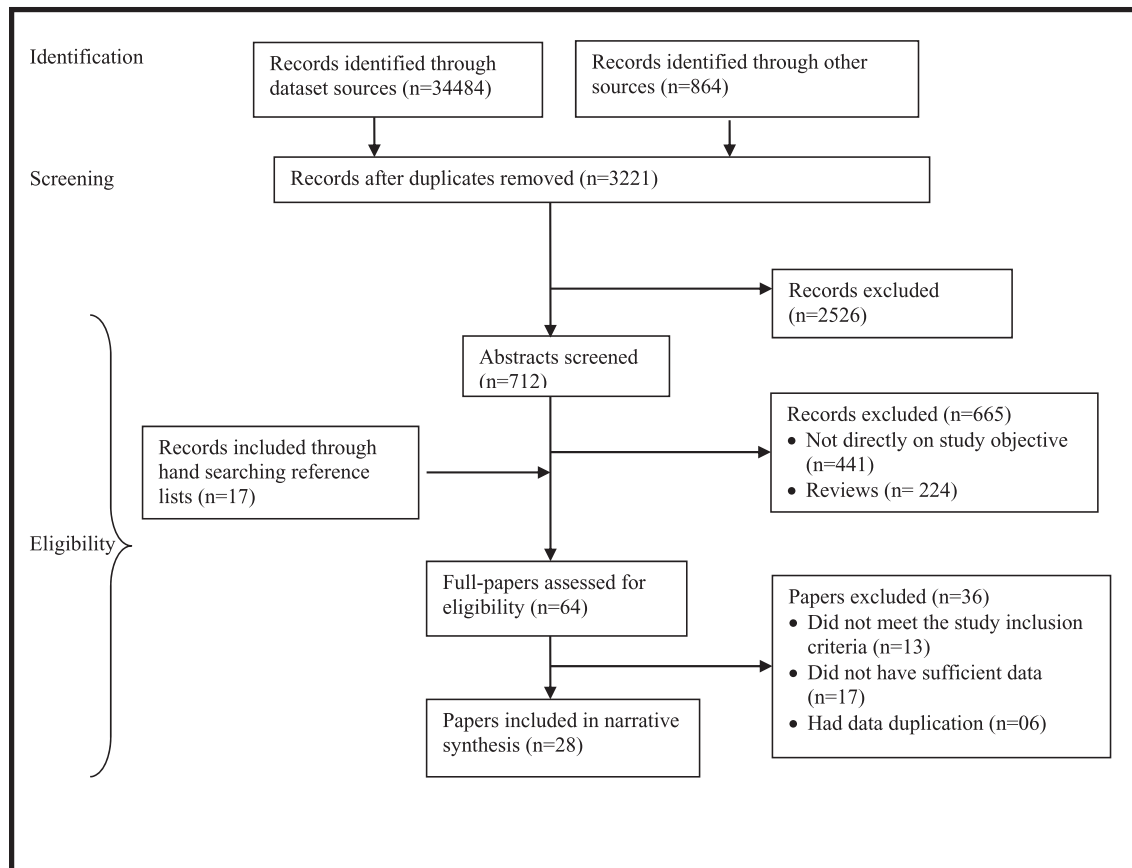 Identification
Records identified through
dataset sources (n=34484)
Records identified through other
sources (n=864)
Screening
Records after duplicates removed (n=3221)
Records excluded
(n=2526)
Abstracts screened
(n=712)
Records excluded (n=665)
• Not directly on study objective
(n=441)
• Reviews (n= 224)
Records included through
hand searching reference
lists (n=17)
Eligibility
Full-papers assessed for
eligibility (n=64)
Papers excluded (n=36)
• Did not meet the study inclusion
criteria (n=13)
• Did not have sufficient data
(n=17)
• Had data duplication (n=06)
Papers included in narrative
synthesis (n=28)